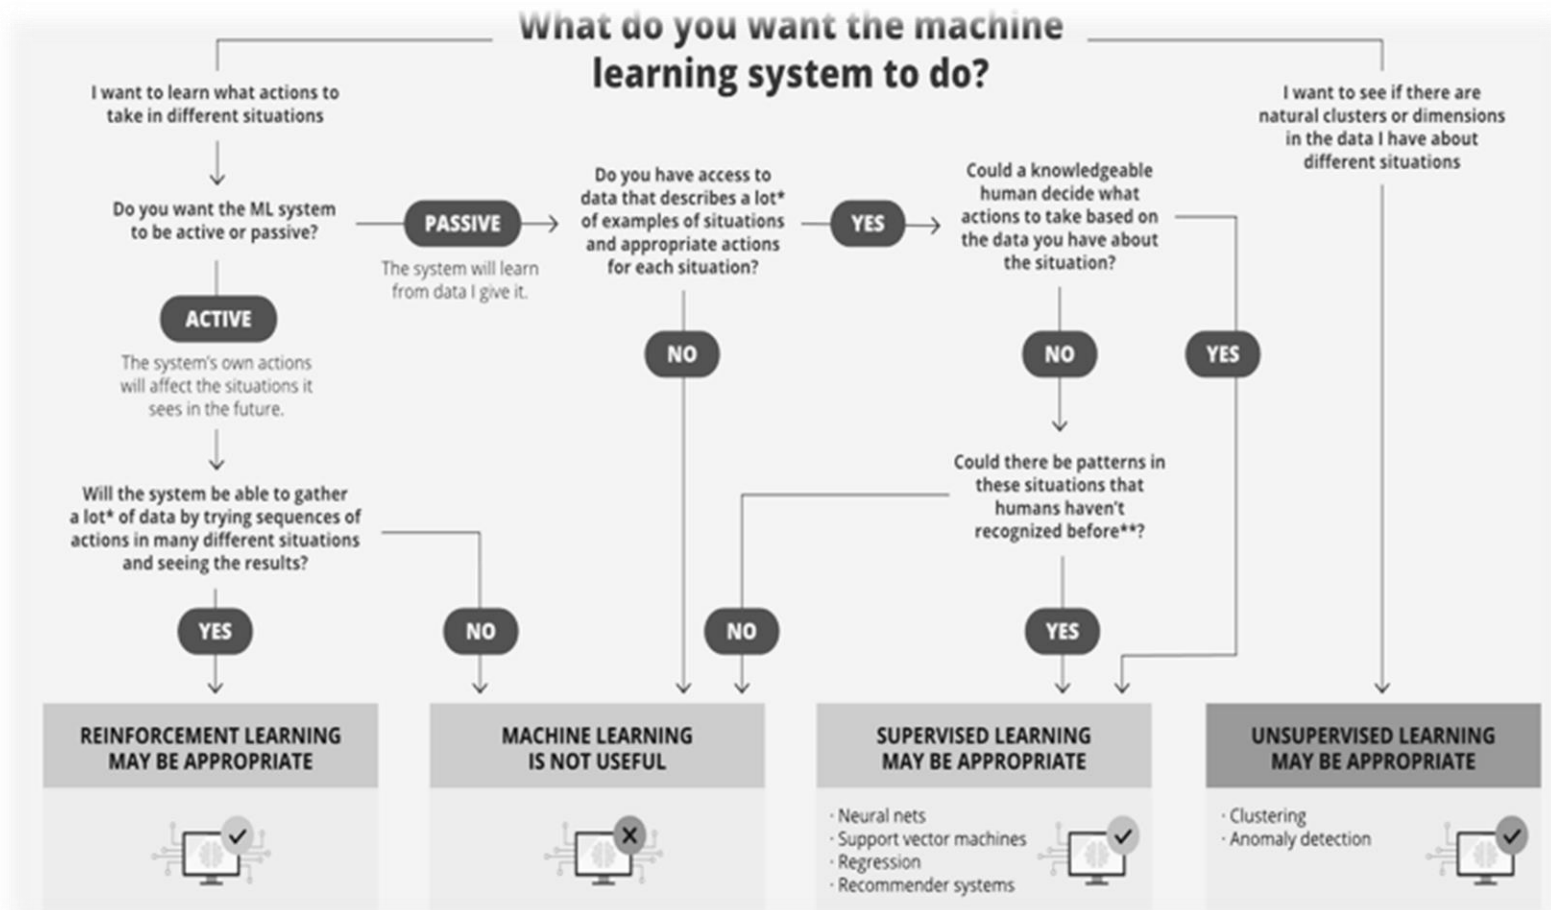 What do you want the machine
learning system to do?
I want to learn what actions to
take in different situations
Do you want the ML system
to be active or passive?
PASSIVE
The system will learn
from data I give it.
ACTIVE
The system's own actions
will affect the situations it
sees in the future.
Will the system be able to gather
a lot* of data by trying sequences of
actions in many different situations
and seeing the results?
YES
NO
Do you have access to
data that describes a lot*
of examples of situations
and appropriate actions
for each situation?
YES
NO
Could a knowledgeable
human decide what
actions to take based on
the data you have about
the situation?
NO
YES
Could there be patterns in
these situations that
humans haven't
recognized before**?
NO
YES
I want to see if there are
natural clusters or dimensions
in the data I have about
different situations
REINFORCEMENT LEARNING
MAY BE APPROPRIATE
MACHINE LEARNING
IS NOT USEFUL
SUPERVISED LEARNING
MAY BE APPROPRIATE
· Neural nets
· Support vector machines
· Regression
· Recommender systems
UNSUPERVISED LEARNING
MAY BE APPROPRIATE
· Clustering
· Anomaly detection